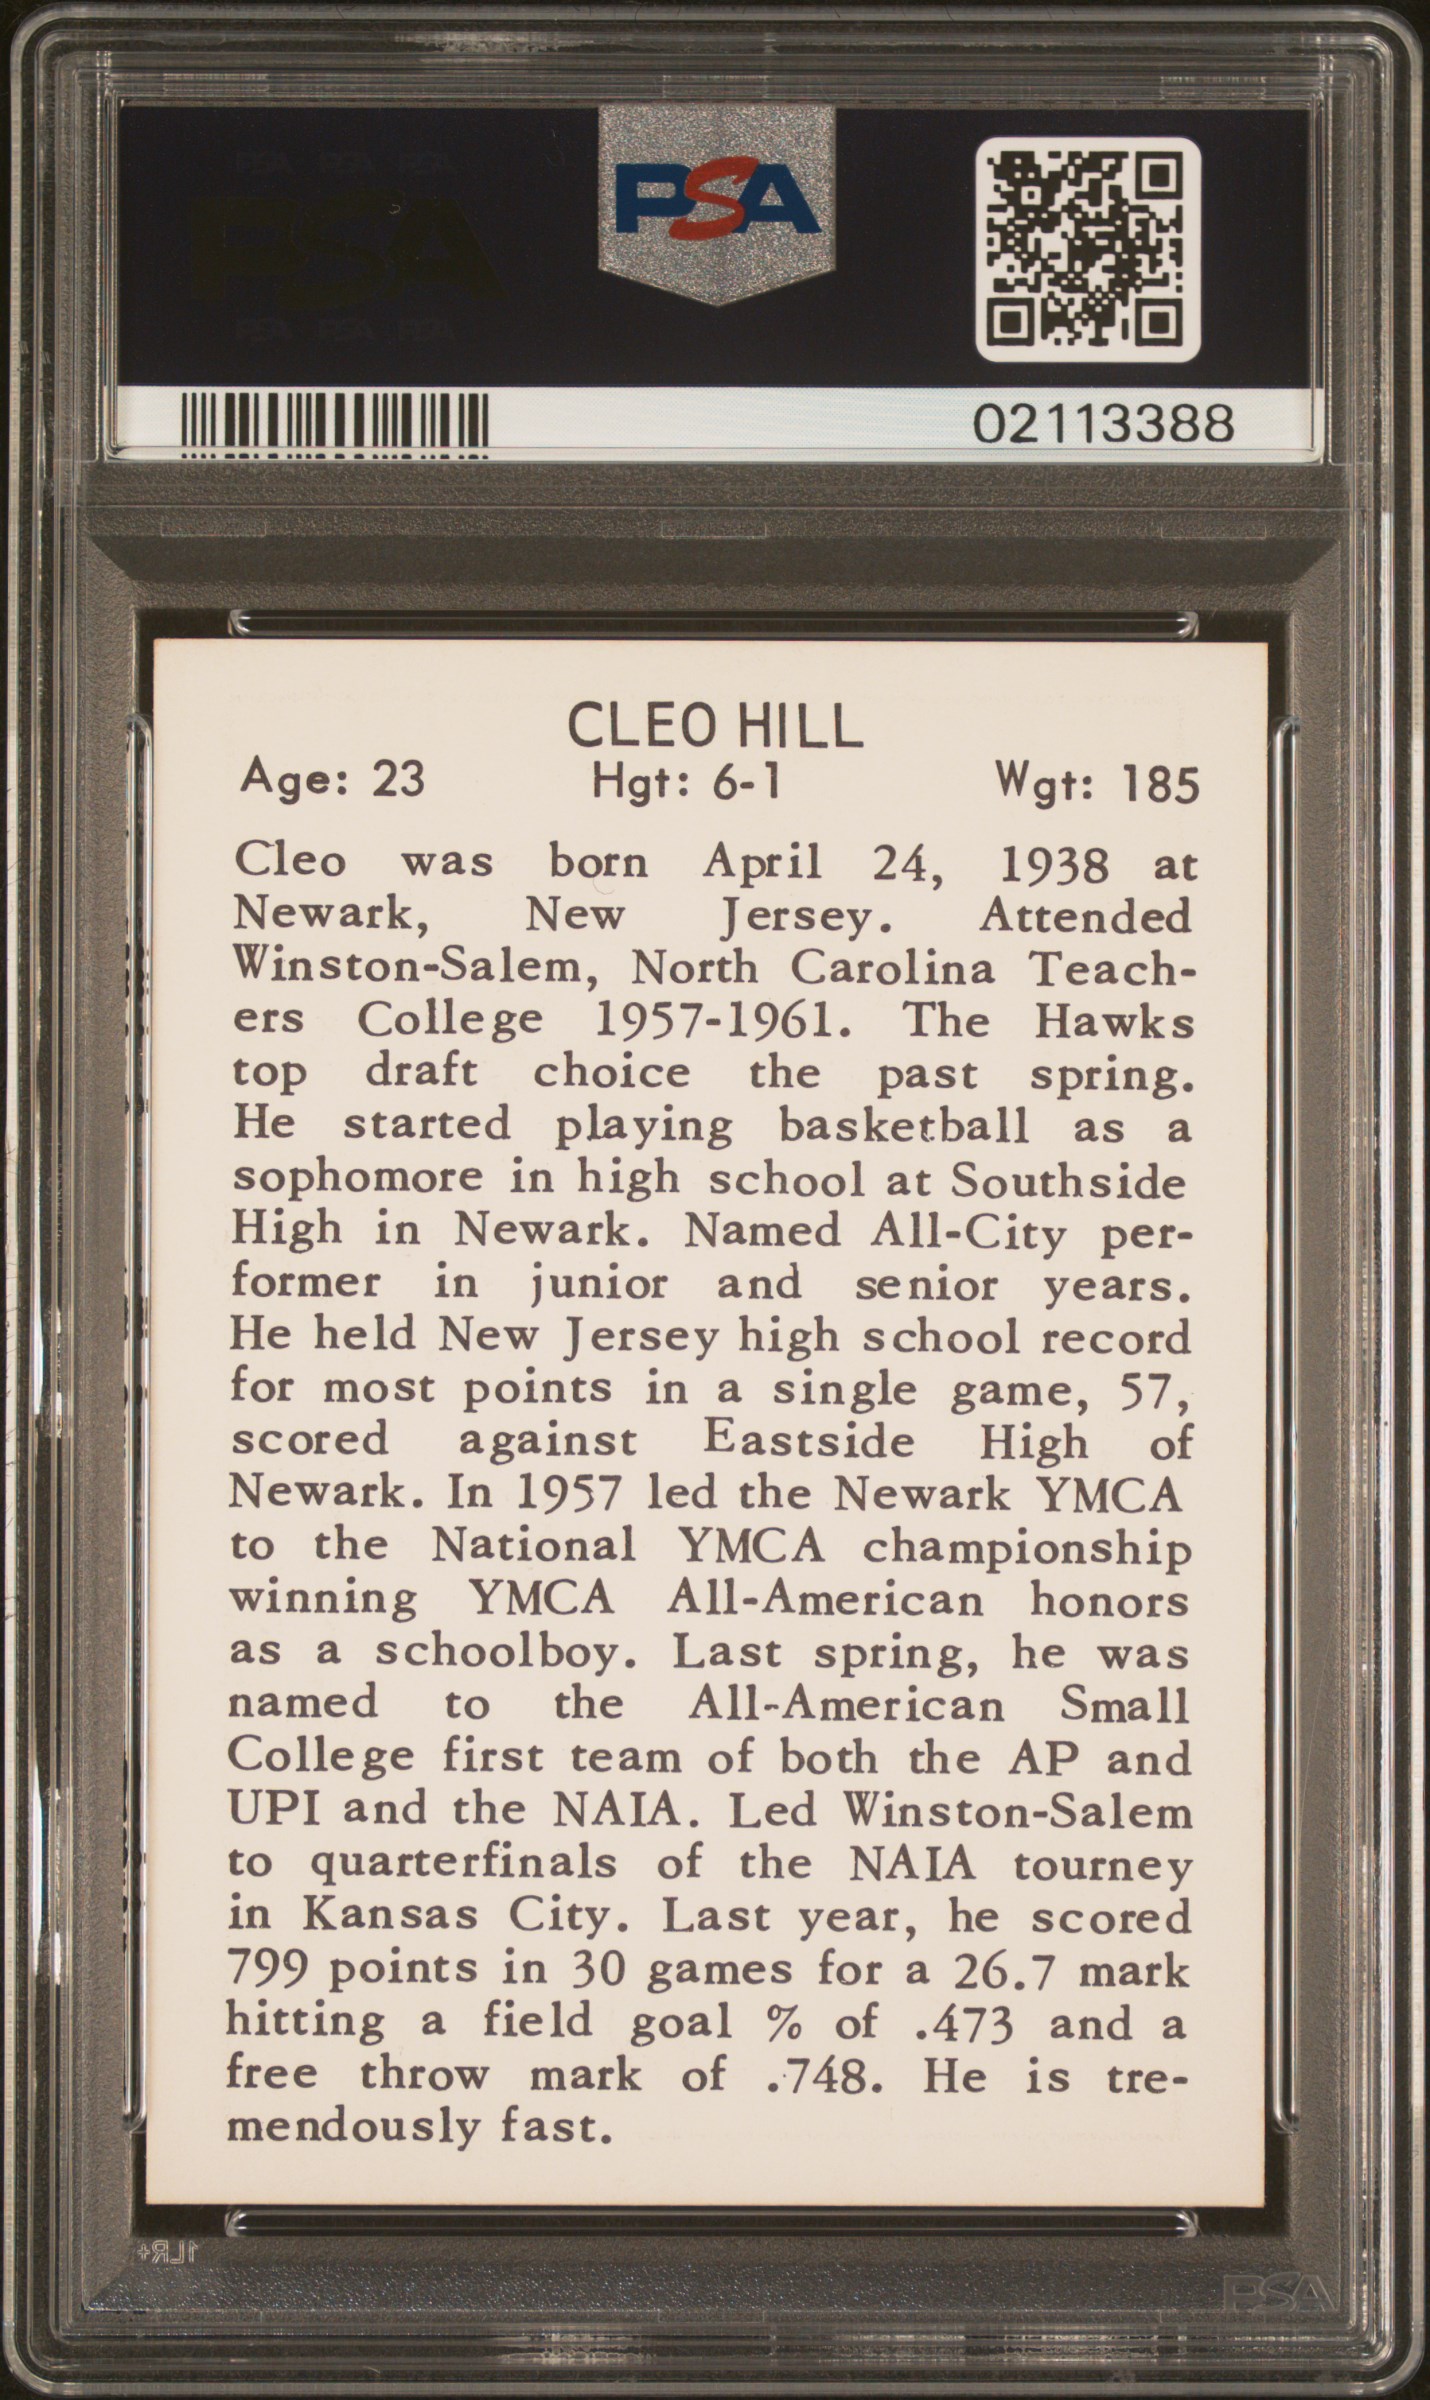 PSA
02113388
CLEO HILL
Age: 23 Hgt: 6-1 Wgt: 185
Cleo was born April 24, 1938 at
Newark, New Jersey. Attended
Winston-Salem, North Carolina Teach-
ers College 1957-1961. The Hawks
top draft choice the past spring.
He started playing basketball as a
sophomore in high school at Southside
High in Newark. Named All-City per-
former in junior and senior years.
He held New Jersey high school record
for most points in a single game, 57,
scored against Eastside High of
Newark. In 1957 led the Newark YMCA
to the National YMCA championship
winning YMCA All-American honors
as a schoolboy. Last spring, he was
named to the All-American Small
College first team of both the AP and
UPI and the NAIA. Led Winston-Salem
to quarterfinals of the NAIA tourney
in Kansas City. Last year, he scored
799 points in 30 games for a 26.7 mark
hitting a field goal % of .473 and a
free throw mark of .748. He is tre-
mendously fast.
1LR+
PSA